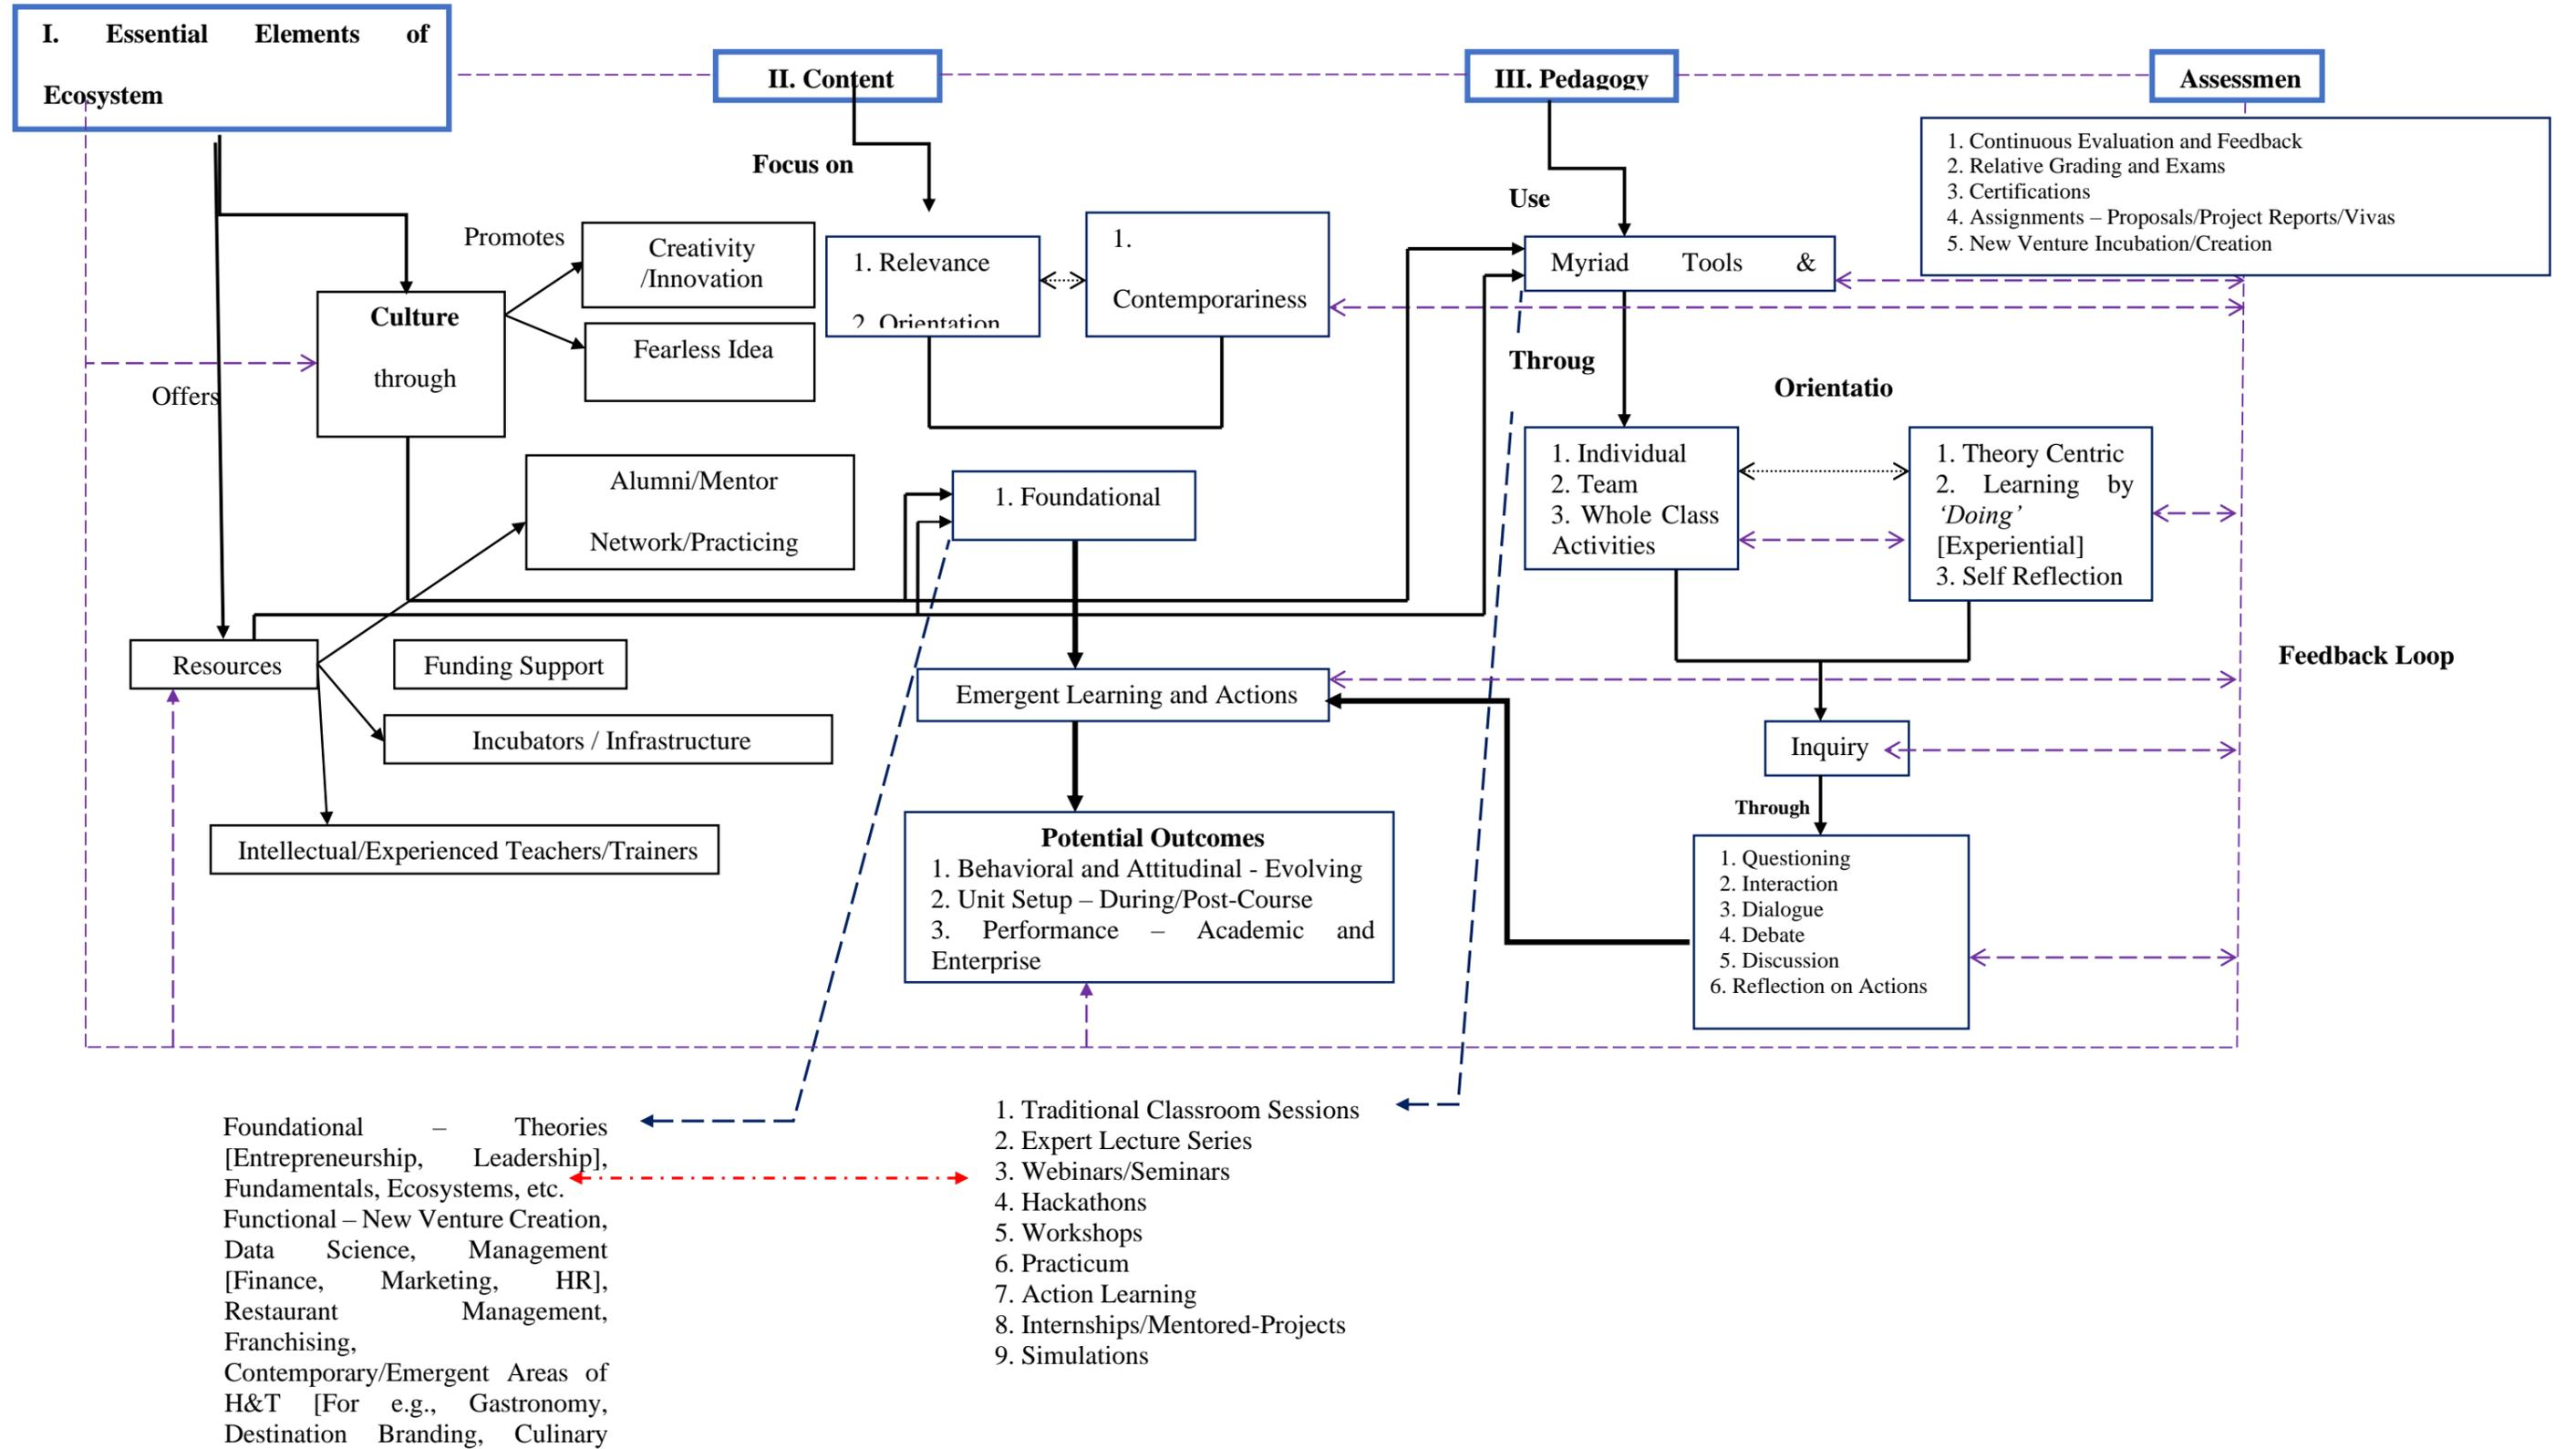 I. Essential Elements of
Ecosystem
II. Content
III. Pedagogy
Assessmen
1. Continuous Evaluation and Feedback
2. Relative Grading and Exams
3. Certifications
4. Assignments – Proposals/Project Reports/Vivas
5. New Venture Incubation/Creation
Focus on
Use
Promotes
Creativity
/Innovation
Fearless Idea
Culture
through
Offers
1. Relevance
2. Orientation
1.
Contemporariness
Myriad Tools &
Throug
Orientatio
1. Individual
2. Team
3. Whole Class
Activities
1. Theory Centric
2. Learning by
‘Doing’
[Experiential]
3. Self Reflection
Alumni/Mentor
Network/Practicing
1. Foundational
Resources
Funding Support
Incubators / Infrastructure
Intellectual/Experienced Teachers/Trainers
Emergent Learning and Actions
Feedback Loop
Inquiry
Through
Potential Outcomes
1. Behavioral and Attitudinal - Evolving
2. Unit Setup – During/Post-Course
3. Performance – Academic and
Enterprise
1. Questioning
2. Interaction
3. Dialogue
4. Debate
5. Discussion
6. Reflection on Actions
Foundational – Theories
[Entrepreneurship, Leadership],
Fundamentals, Ecosystems, etc.
Functional – New Venture Creation,
Data Science, Management
[Finance, Marketing, HR],
Restaurant Management,
Franchising,
Contemporary/Emergent Areas of
H&T [For e.g., Gastronomy,
Destination Branding, Culinary
1. Traditional Classroom Sessions
2. Expert Lecture Series
3. Webinars/Seminars
4. Hackathons
5. Workshops
6. Practicum
7. Action Learning
8. Internships/Mentored-Projects
9. Simulations